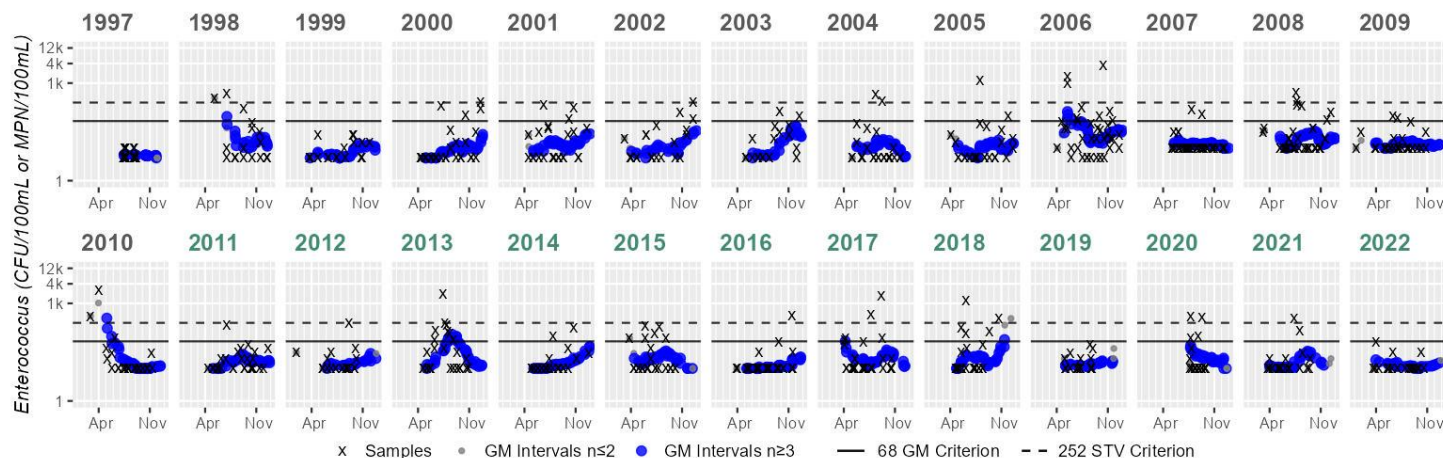 1997 1998 1999 2000 2001 2002 2003 2004 2005 2006 2007 2008 2009
12k
4k
1k
1
Apr Nov Apr Nov Apr Nov Apr Nov Apr Nov Apr Nov Apr Nov Apr Nov Apr Nov Apr Nov Apr Nov Apr Nov Apr Nov
2010 2011 2012 2013 2014 2015 2016 2017 2018 2019 2020 2021 2022
12k
4k
1k
1
Apr Nov Apr Nov Apr Nov Apr Nov Apr Nov Apr Nov Apr Nov Apr Nov Apr Nov Apr Nov Apr Nov Apr Nov Apr Nov
Enterococcus (CFU/100mL or MPN/100mL)
x Samples GM Intervals n≤2 GM Intervals n≥3 68 GM Criterion 252 STV Criterion